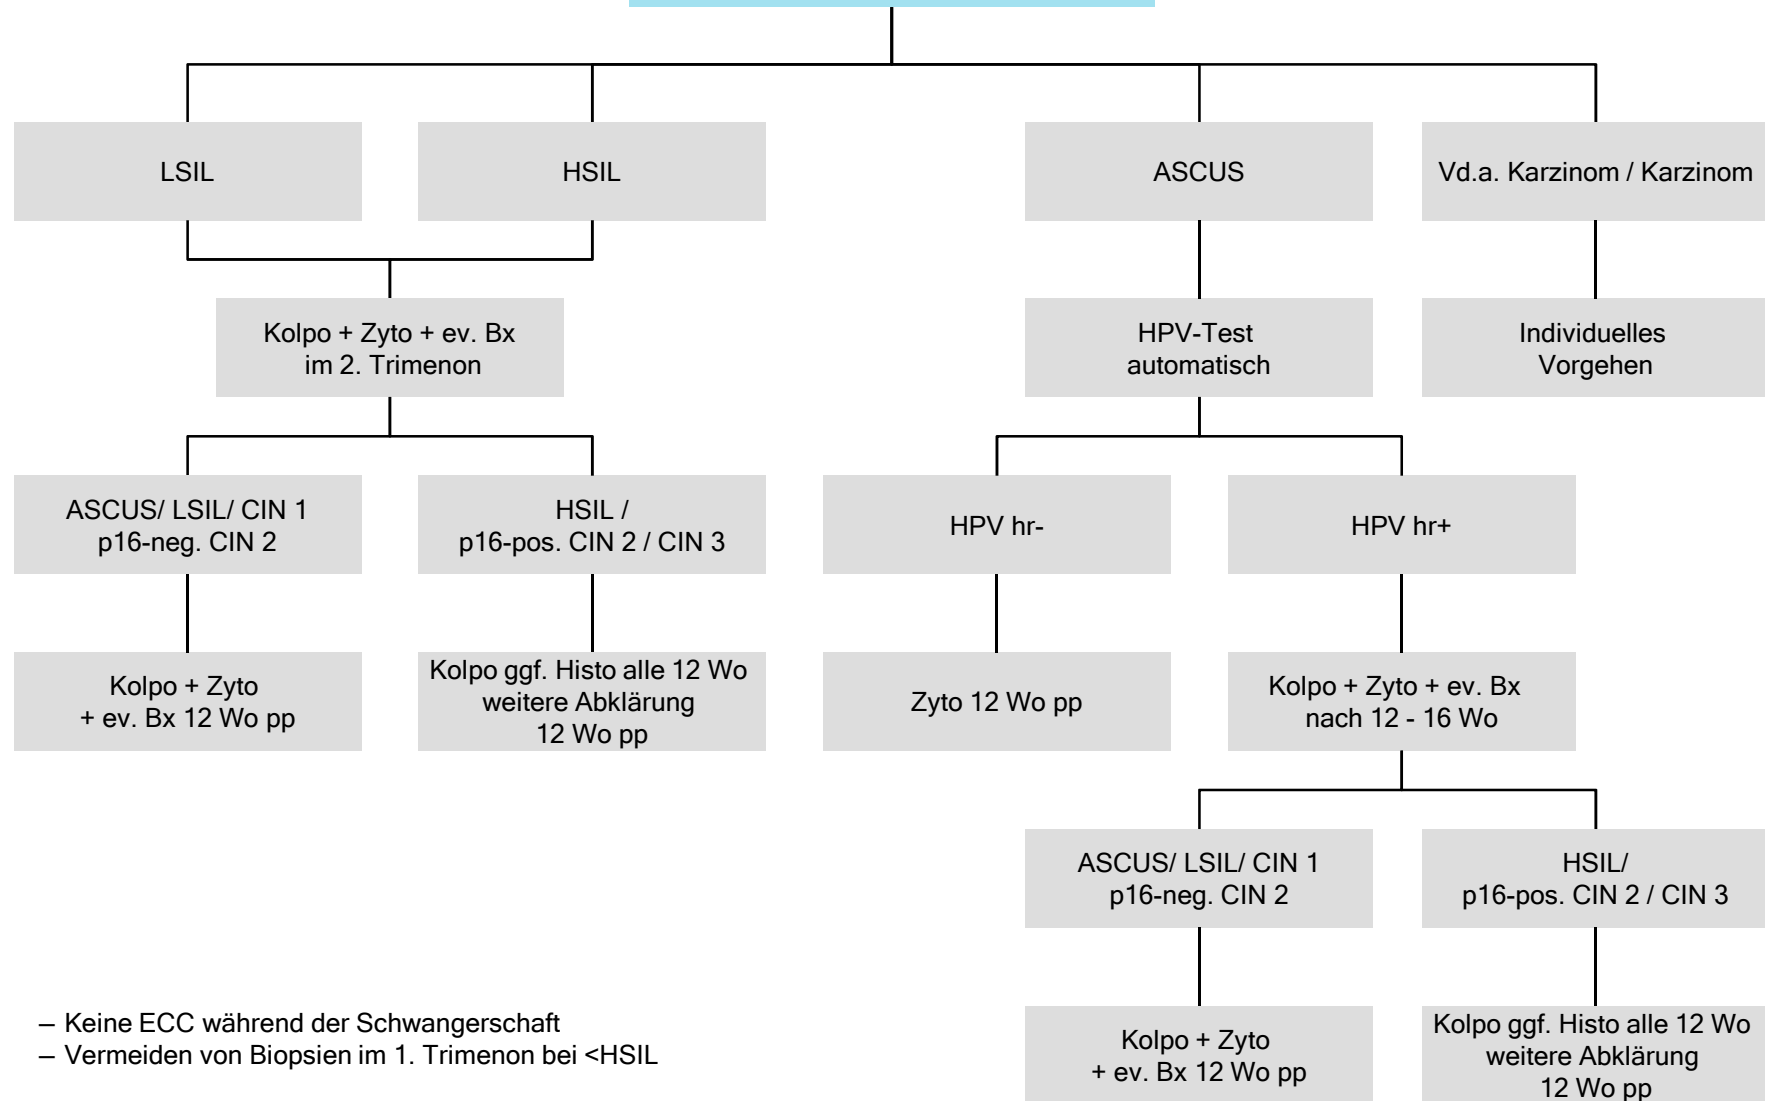 LSIL
HSIL
ASCUS
Vd.a. Karzinom / Karzinom
Kolpo + Zyto + ev. Bx
im 2. Trimenon
HPV-Test
automatisch
Individuelles
Vorgehen
ASCUS/ LSIL/ CIN 1
p16-neg. CIN 2
HSIL /
p16-pos. CIN 2 / CIN 3
HPV hr-
HPV hr+
Kolpo + Zyto
+ ev. Bx 12 Wo pp
Kolpo ggf. Histo alle 12 Wo
weitere Abklärung
12 Wo pp
Zyto 12 Wo pp
Kolpo + Zyto + ev. Bx
nach 12 - 16 Wo
ASCUS/ LSIL/ CIN 1
p16-neg. CIN 2
HSIL/
p16-pos. CIN 2 / CIN 3
Kolpo + Zyto
+ ev. Bx 12 Wo pp
Kolpo ggf. Histo alle 12 Wo
weitere Abklärung
12 Wo pp
– Keine ECC während der Schwangerschaft
– Vermeiden von Biopsien im 1. Trimenon bei <HSIL